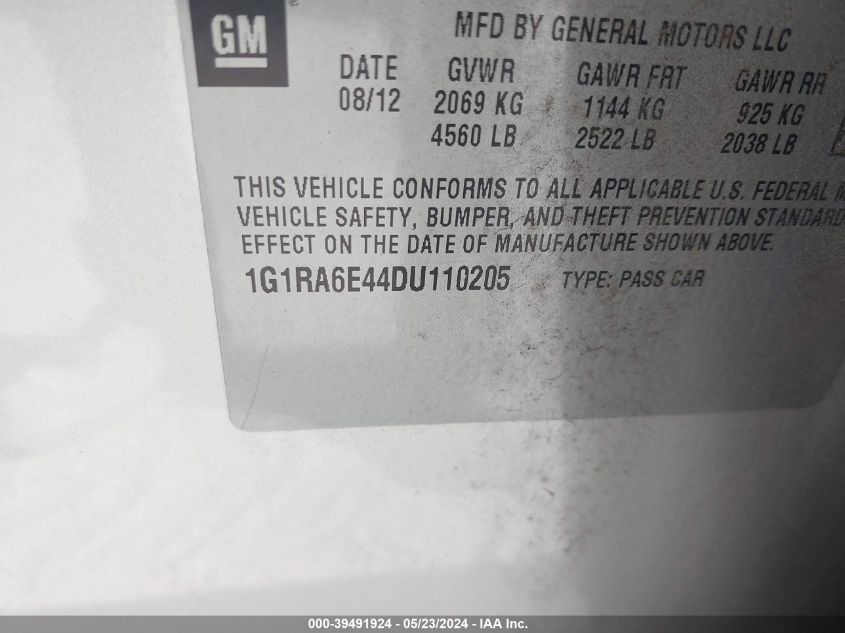 GM
MFD BY GENERAL MOTORS LLC
DATE GVWR GAWR FRT GAWR RR
08/12 2069 KG 1144 KG 925 KG
4560 LB 2522 LB 2038 LB
THIS VEHICLE CONFORMS TO ALL APPLICABLE U.S. FEDERAL M
VEHICLE SAFETY, BUMPER, AND THEFT PREVENTION STANDARD
EFFECT ON THE DATE OF MANUFACTURE SHOWN ABOVE.
1G1RA6E44DU110205 TYPE: PASS CAR
000-39491924 - 05/23/2024 - IAA Inc.